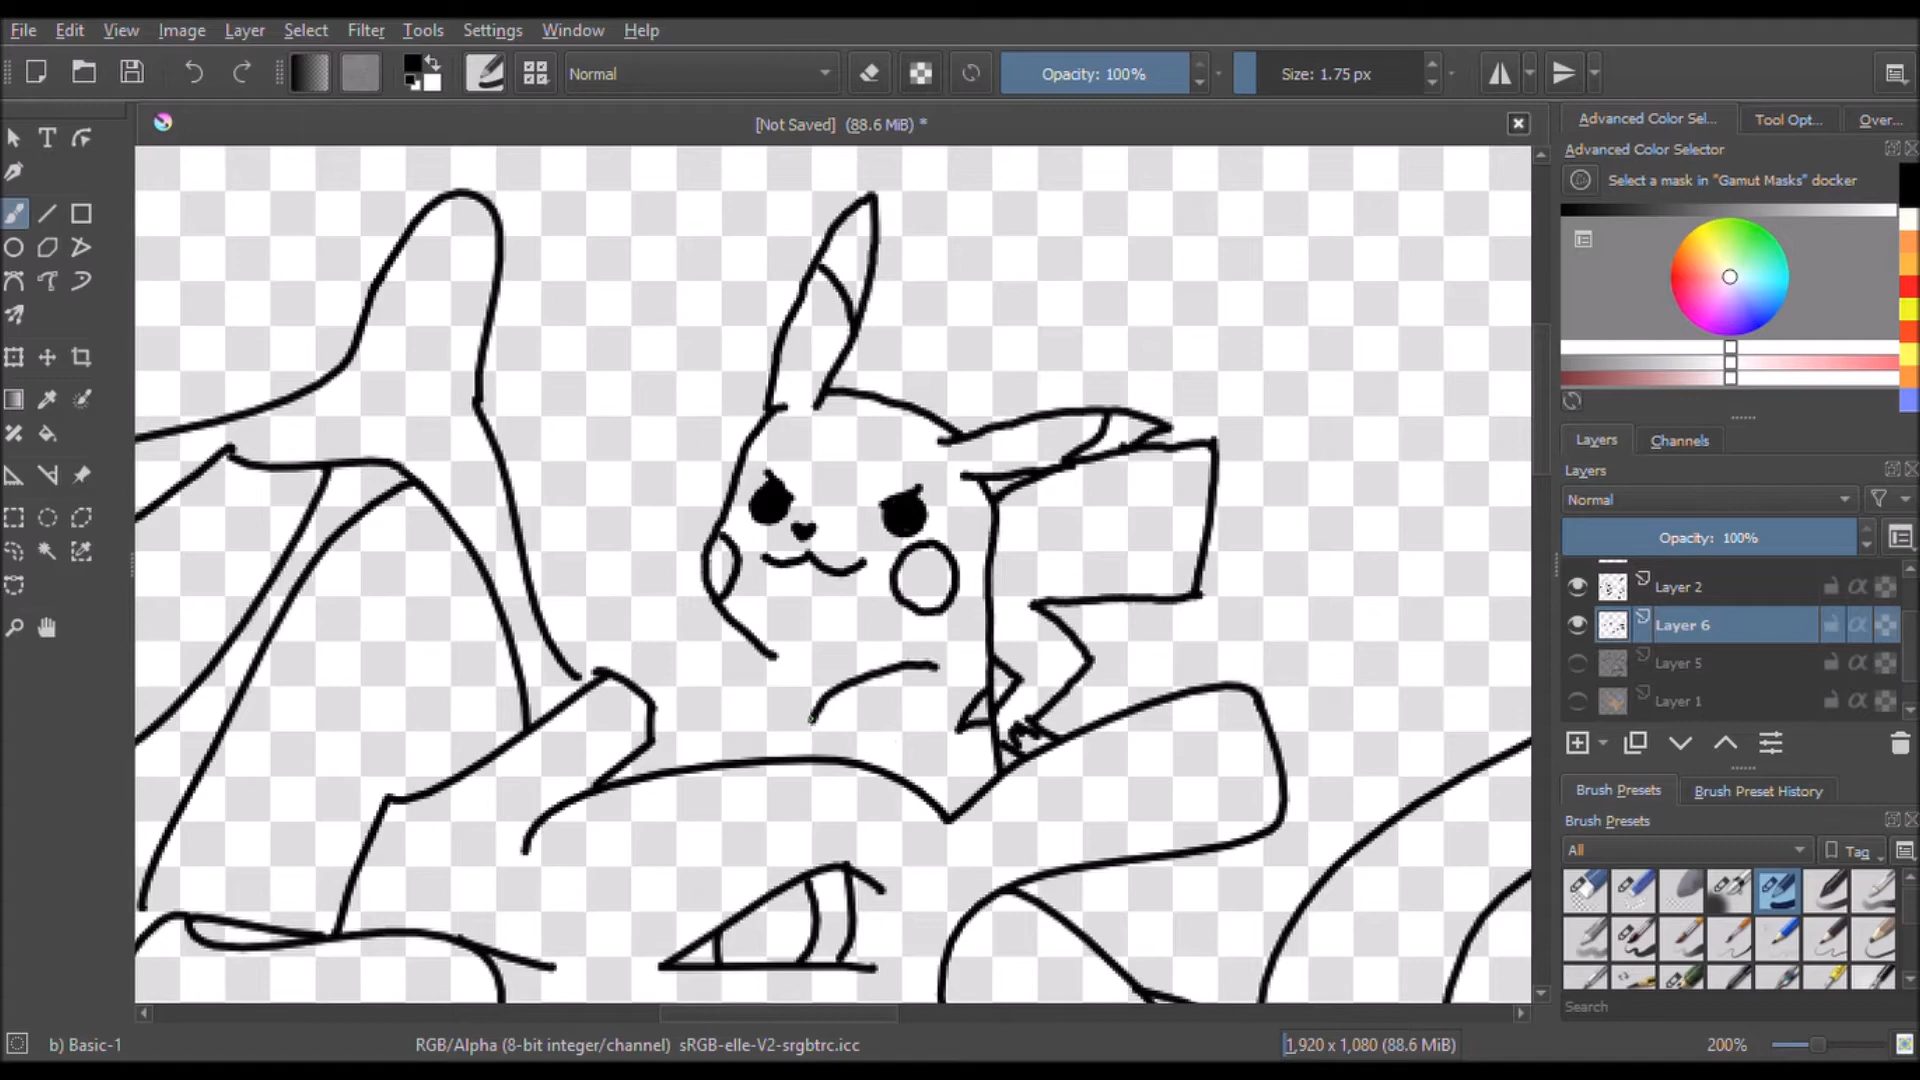 File Edit View Image Layer Select Filter Tools Settings Window Help
Normal Opacity: 100% Size: 1.75 px
[Not Saved] (88.6 MiB) *
Advanced Color Sel... Tool Opt... Over...
Advanced Color Selector
Select a mask in "Gamut Masks" docker
Layers Channels
Layers
Normal
Opacity: 100%
Layer 2
Layer 6
Layer 5
Layer 1
Brush Presets Brush Preset History
Brush Presets
All Tag
Search
b) Basic-1 RGB/Alpha (8-bit integer/channel) sRGB-elle-V2-srgbtrc.icc 1,920 x 1,080 (88.6 MiB) 200%